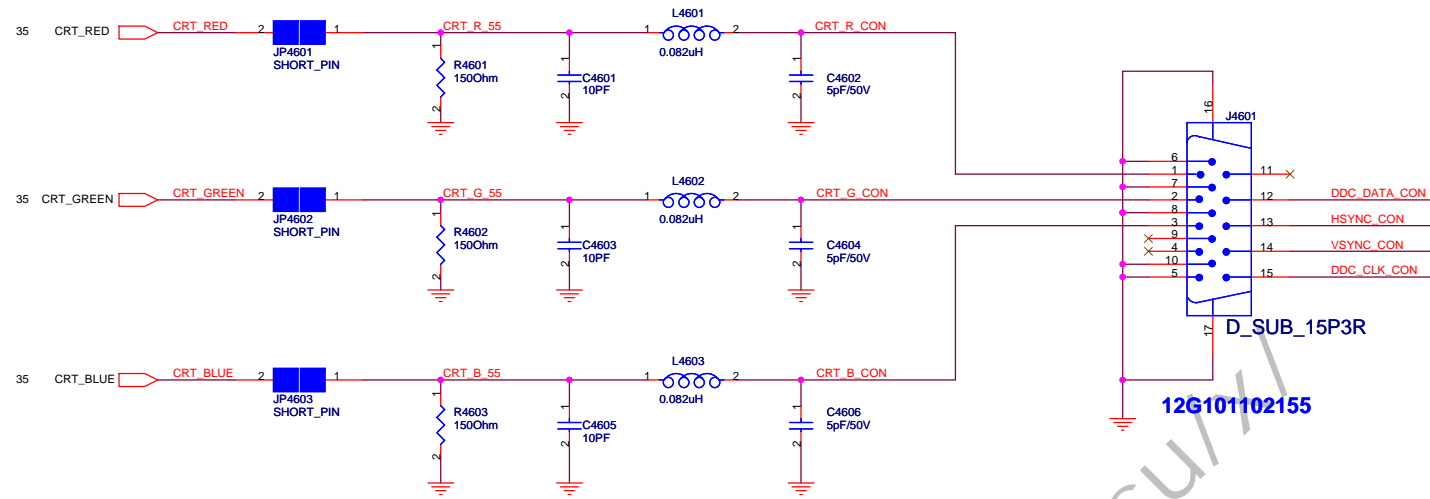 35 CRT_RED CRT_RED 2 1 CRT_R_55 1 L4601 2 CRT_R_CON
JP4601
SHORT_PIN
1
R4601
150Ohm
2
1
C4601
10PF
2
0.082uH
1
C4602
5pF/50V
2
35 CRT_GREEN CRT_GREEN 2 1 CRT_G_55 1 L4602 2 CRT_G_CON
JP4602
SHORT_PIN
1
R4602
150Ohm
2
1
C4603
10PF
2
0.082uH
1
C4604
5pF/50V
2
35 CRT_BLUE CRT_BLUE 2 1 CRT_B_55 1 L4603 2 CRT_B_CON
JP4603
SHORT_PIN
1
R4603
150Ohm
2
1
C4605
10PF
2
0.082uH
1
C4606
5pF/50V
2
16
J4601
6
1 11
7
2 12 DDC_DATA_CON
8
3 13 HSYNC_CON
9
4 14 VSYNC_CON
10
5 15 DDC_CLK_CON
17
D_SUB_15P3R
12G101102155
su/x/